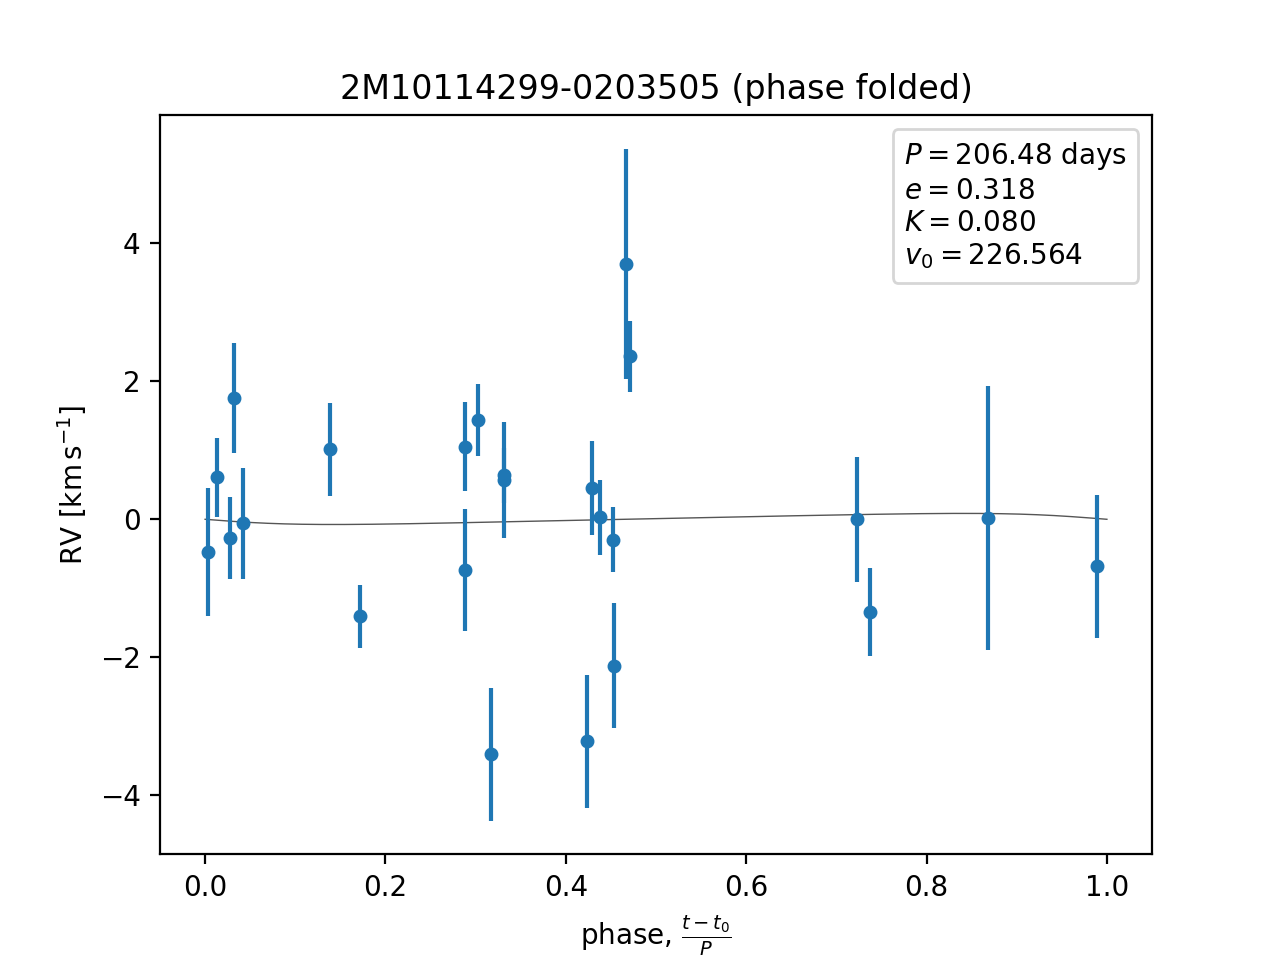 2M10114299-0203505 (phase folded)
P = 206.48 days
e = 0.318
K = 0.080
v₀ = 226.564
4
2
0
−2
−4
RV [km s⁻¹]
0.0 0.2 0.4 0.6 0.8 1.0
phase, (t − t₀)/P